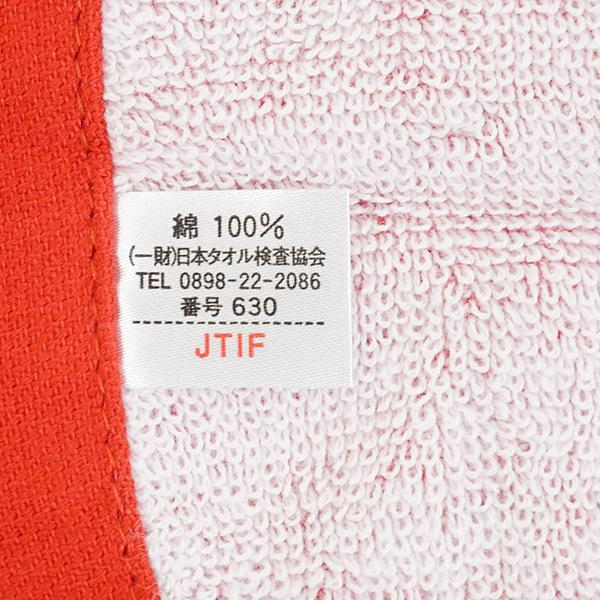 綿 100%
(一財)日本タオル検査協会
TEL 0898-22-2086
番号 630
JTIF